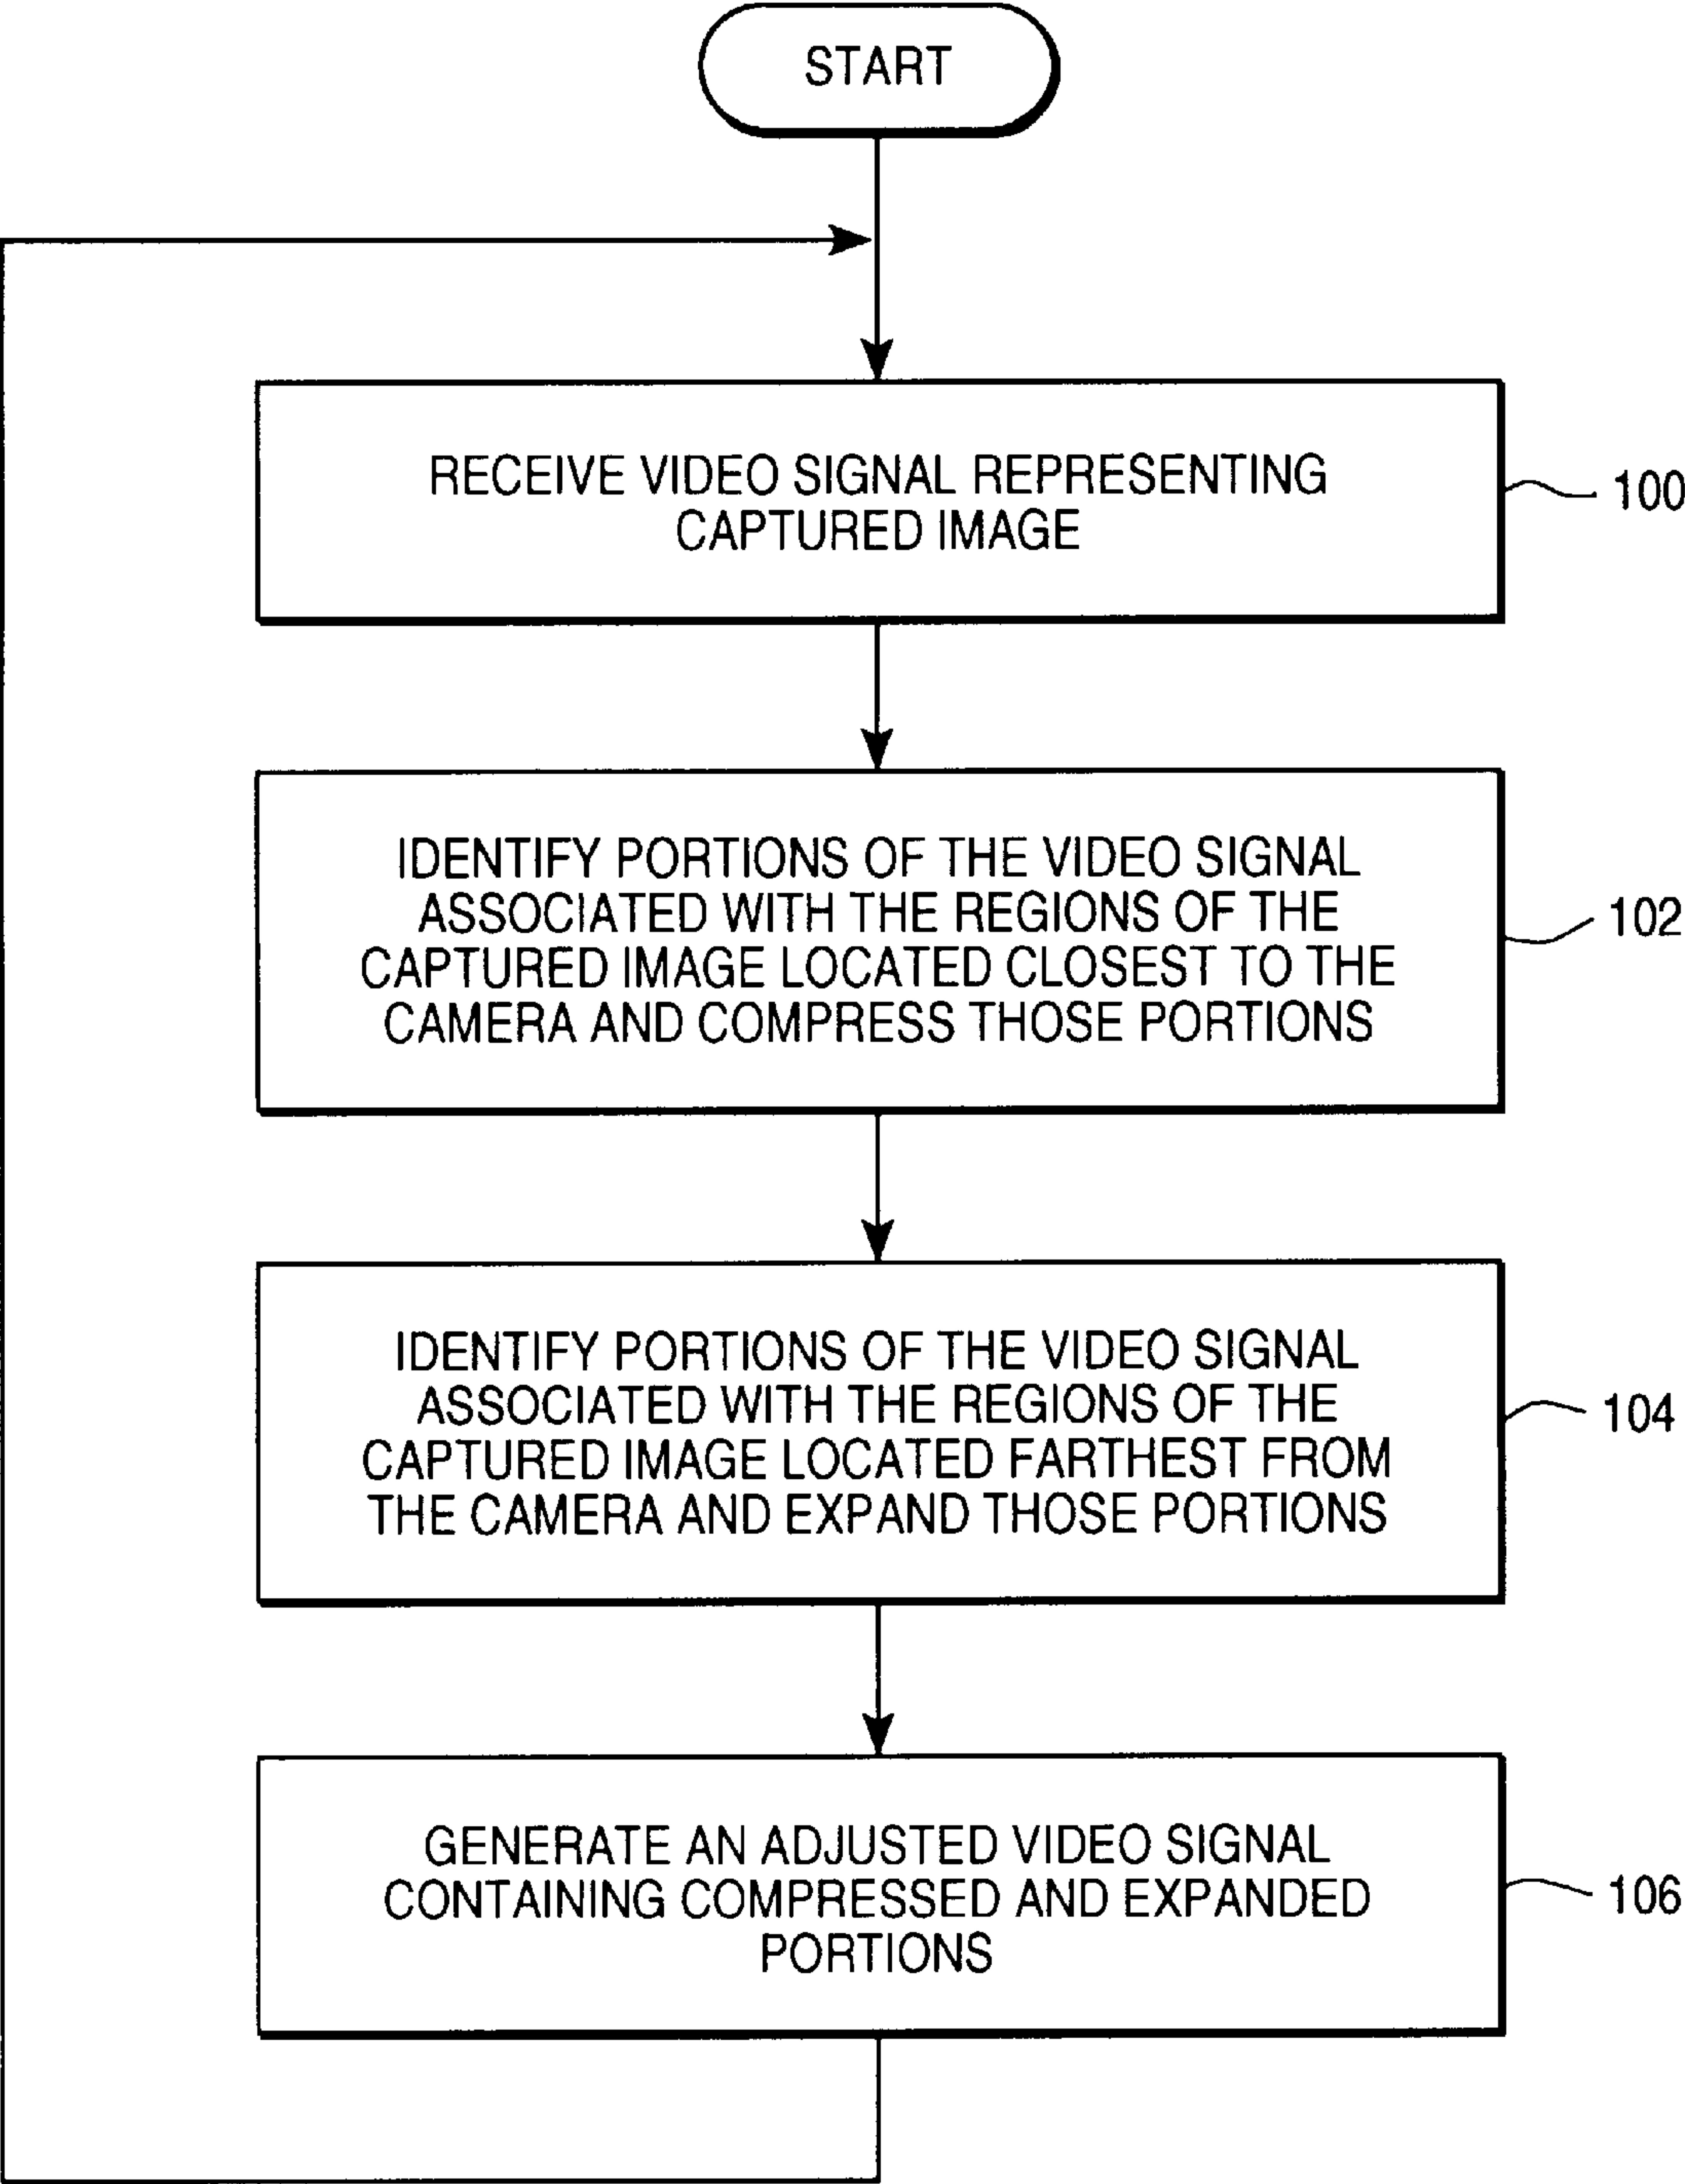 START
RECEIVE VIDEO SIGNAL REPRESENTING
CAPTURED IMAGE
100
IDENTIFY PORTIONS OF THE VIDEO SIGNAL
ASSOCIATED WITH THE REGIONS OF THE
CAPTURED IMAGE LOCATED CLOSEST TO THE
CAMERA AND COMPRESS THOSE PORTIONS
102
IDENTIFY PORTIONS OF THE VIDEO SIGNAL
ASSOCIATED WITH THE REGIONS OF THE
CAPTURED IMAGE LOCATED FARTHEST FROM
THE CAMERA AND EXPAND THOSE PORTIONS
104
GENERATE AN ADJUSTED VIDEO SIGNAL
CONTAINING COMPRESSED AND EXPANDED
PORTIONS
106